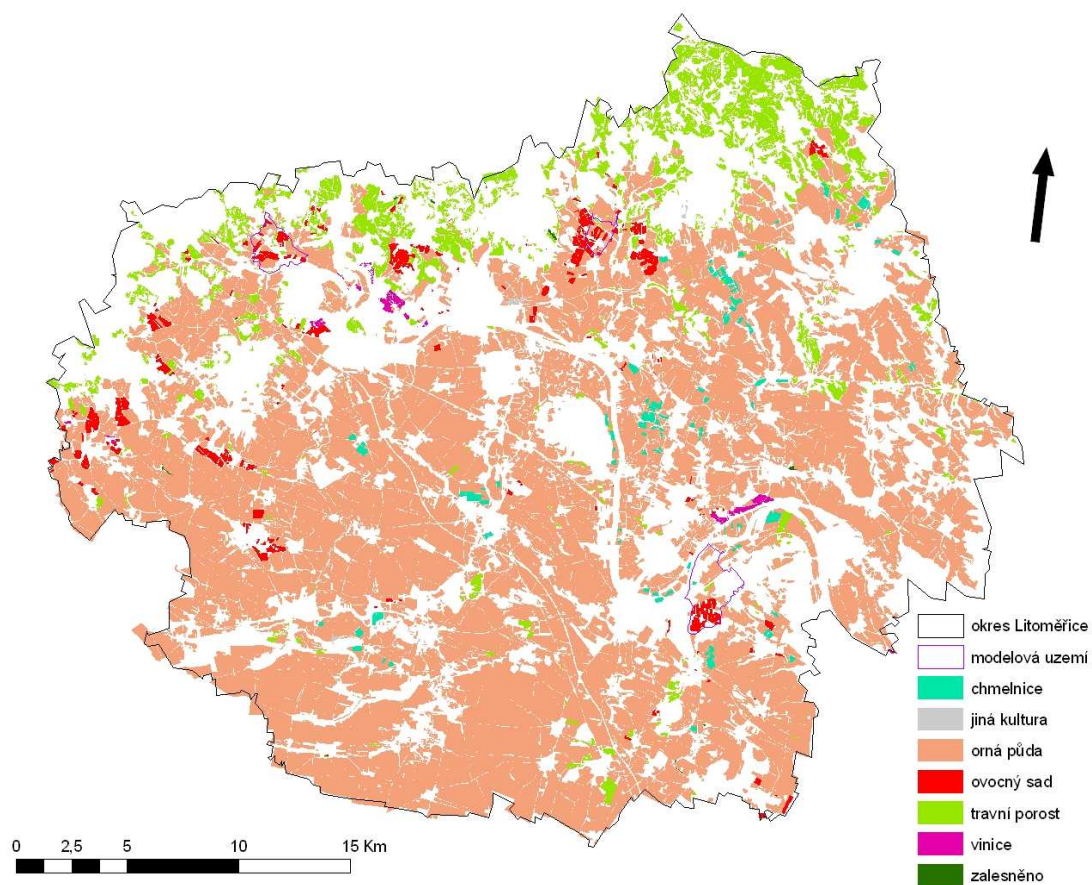 okres Litoměřice
modelová uzemí
chmelnice
jiná kultura
orná půda
ovocný sad
travní porost
vinice
zalesněno
0 2,5 5 10 15 Km